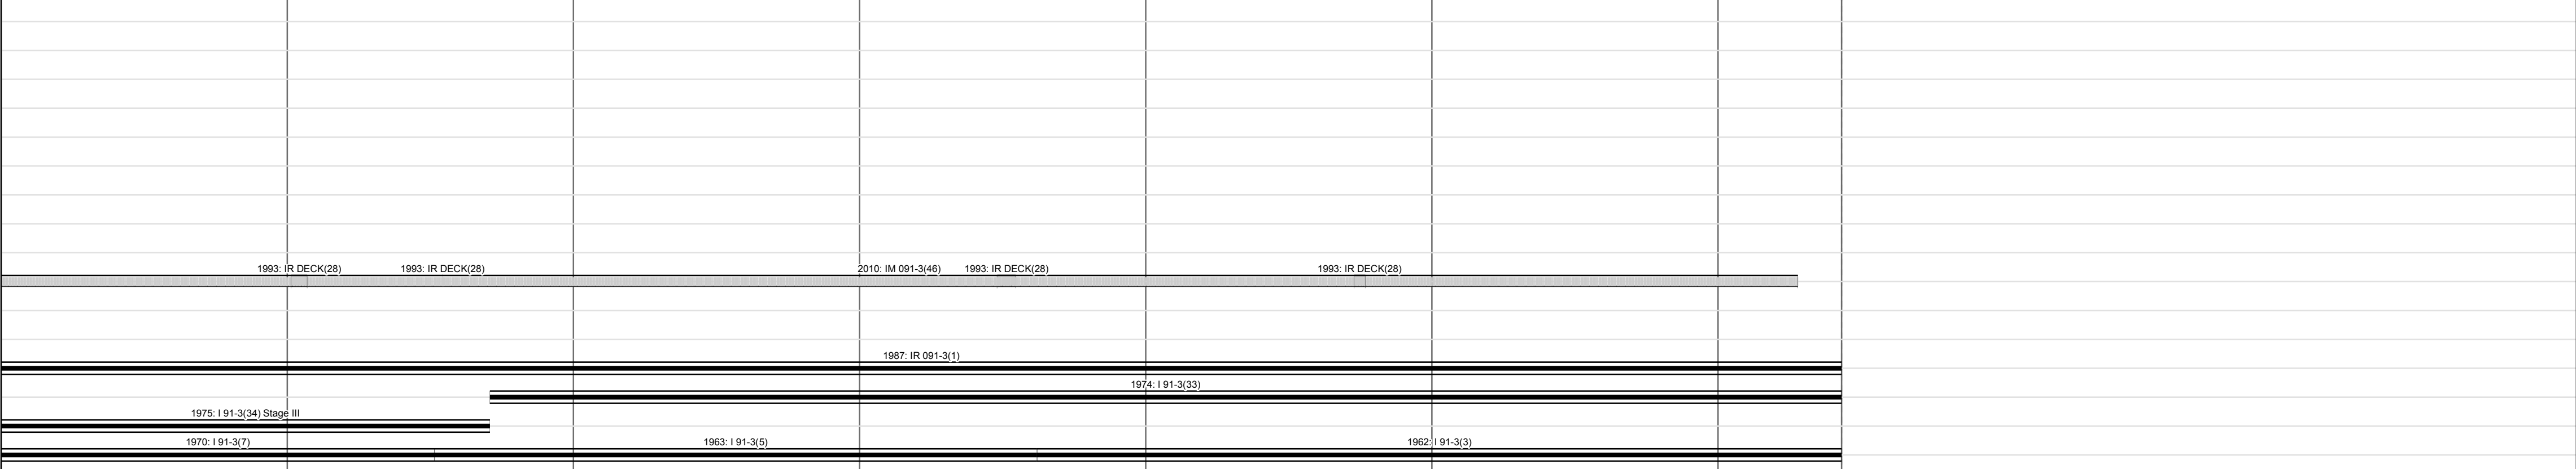 1993: IR DECK(28) 1993: IR DECK(28) 2010: IM 091-3(46) 1993: IR DECK(28) 1993: IR DECK(28)
1987: IR 091-3(1)
1974: I 91-3(33)
1975: I 91-3(34) Stage III
1970: I 91-3(7) 1963: I 91-3(5) 1962: I 91-3(3)